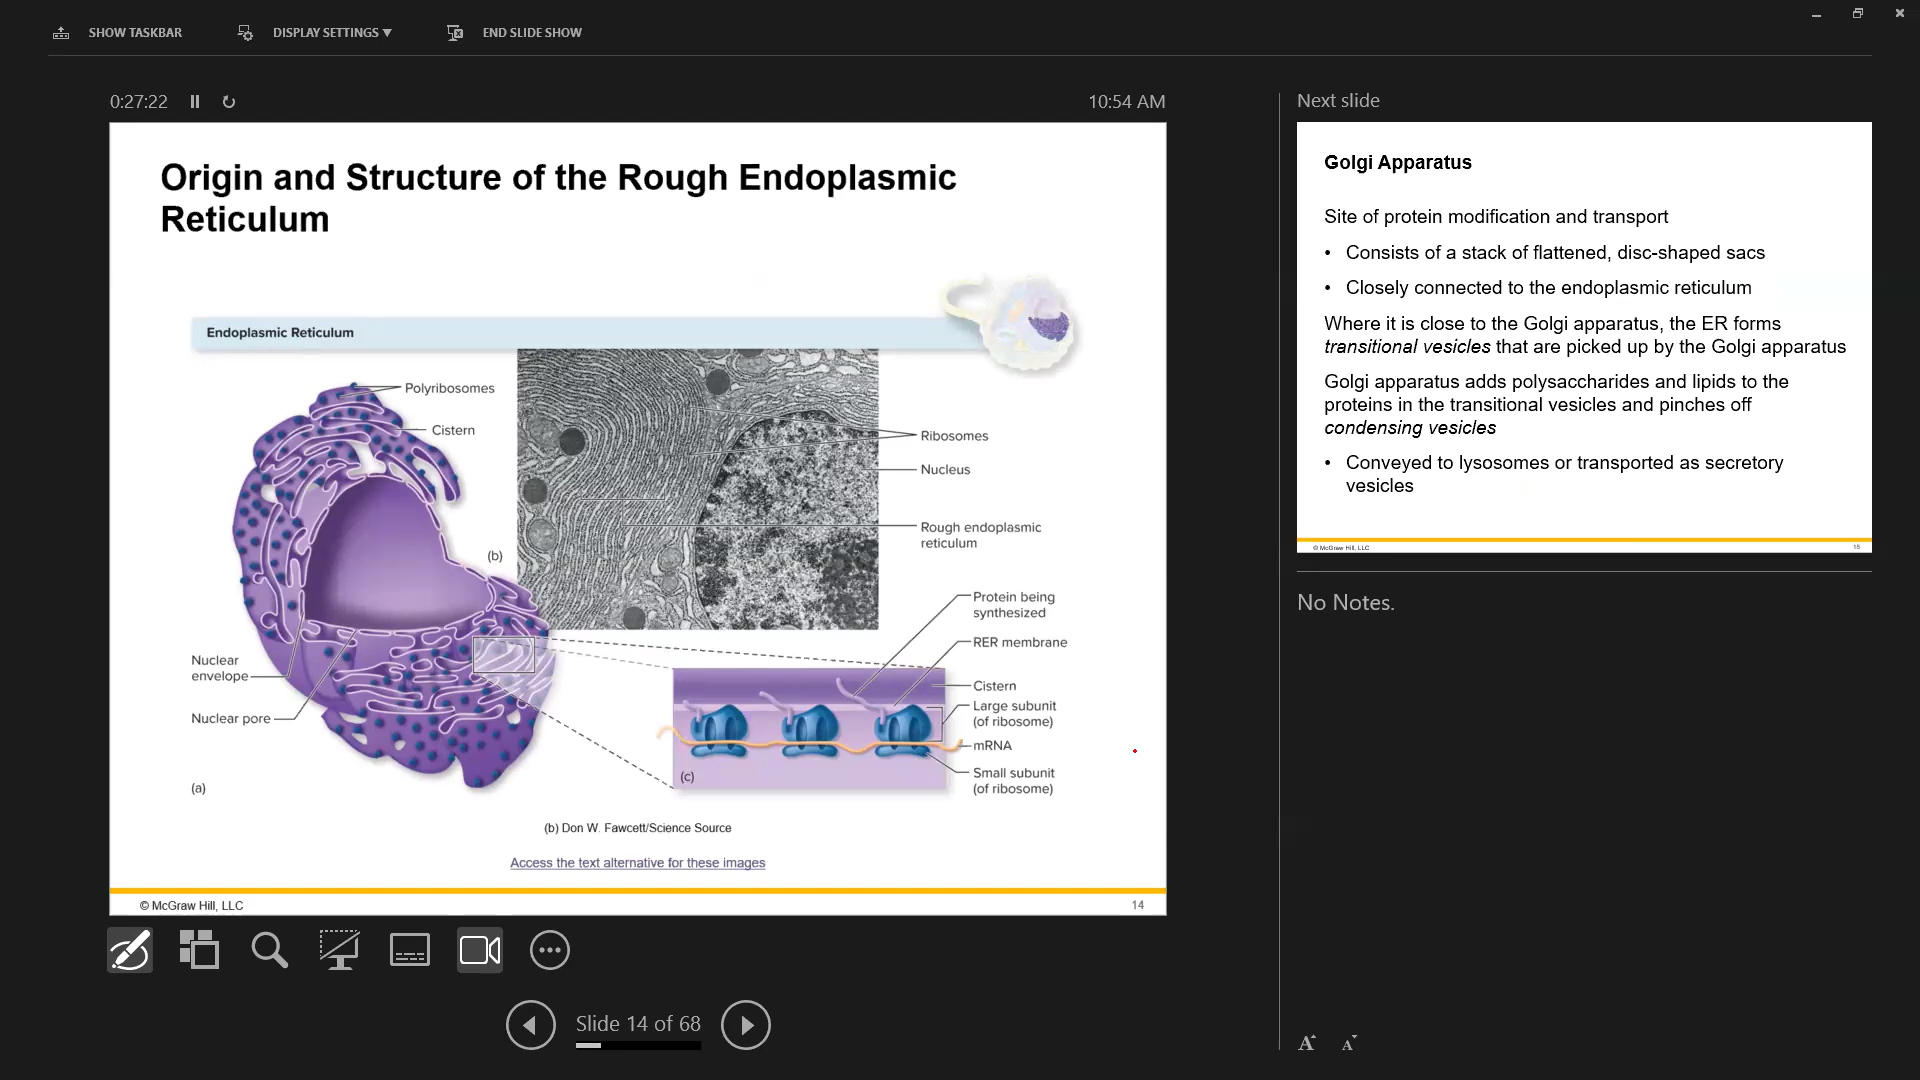 SHOW TASKBAR
DISPLAY SETTINGS ▼
END SLIDE SHOW
0:27:22
10:54 AM
Origin and Structure of the Rough Endoplasmic
Reticulum
Endoplasmic Reticulum
Polyribosomes
Cistern
(b)
Ribosomes
Nucleus
Rough endoplasmic
reticulum
Nuclear
envelope
Nuclear pore
(a)
Protein being
synthesized
RER membrane
Cistern
Large subunit
(of ribosome)
mRNA
Small subunit
(of ribosome)
(c)
(b) Don W. Fawcett/Science Source
Access the text alternative for these images
© McGraw Hill, LLC
14
Slide 14 of 68
Next slide
Golgi Apparatus
Site of protein modification and transport
• Consists of a stack of flattened, disc-shaped sacs
• Closely connected to the endoplasmic reticulum
Where it is close to the Golgi apparatus, the ER forms
transitional vesicles that are picked up by the Golgi apparatus
Golgi apparatus adds polysaccharides and lipids to the
proteins in the transitional vesicles and pinches off
condensing vesicles
• Conveyed to lysosomes or transported as secretory
vesicles
© McGraw Hill, LLC
15
No Notes.
A A